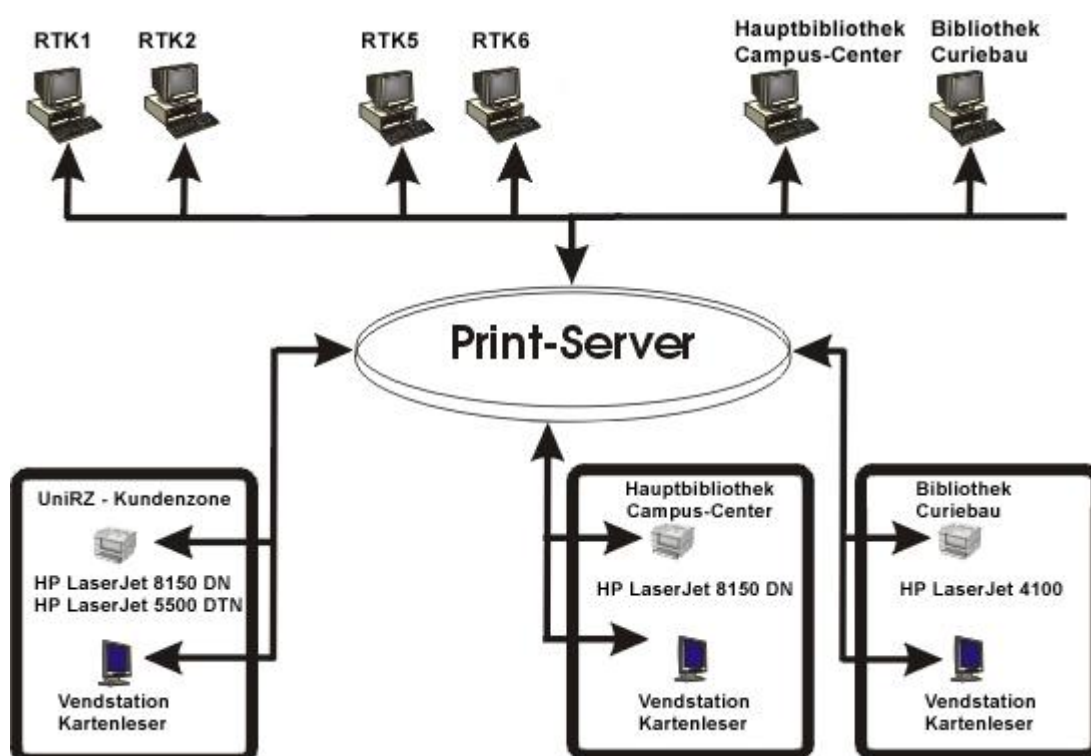 RTK1
RTK2
RTK5
RTK6
Hauptbibliothek
Campus-Center
Bibliothek
Curiebau
Print-Server
UniRZ - Kundenzone
HP LaserJet 8150 DN
HP LaserJet 5500 DTN
Vendstation
Kartenleser
Hauptbibliothek
Campus-Center
HP LaserJet 8150 DN
Vendstation
Kartenleser
Bibliothek
Curiebau
HP LaserJet 4100
Vendstation
Kartenleser